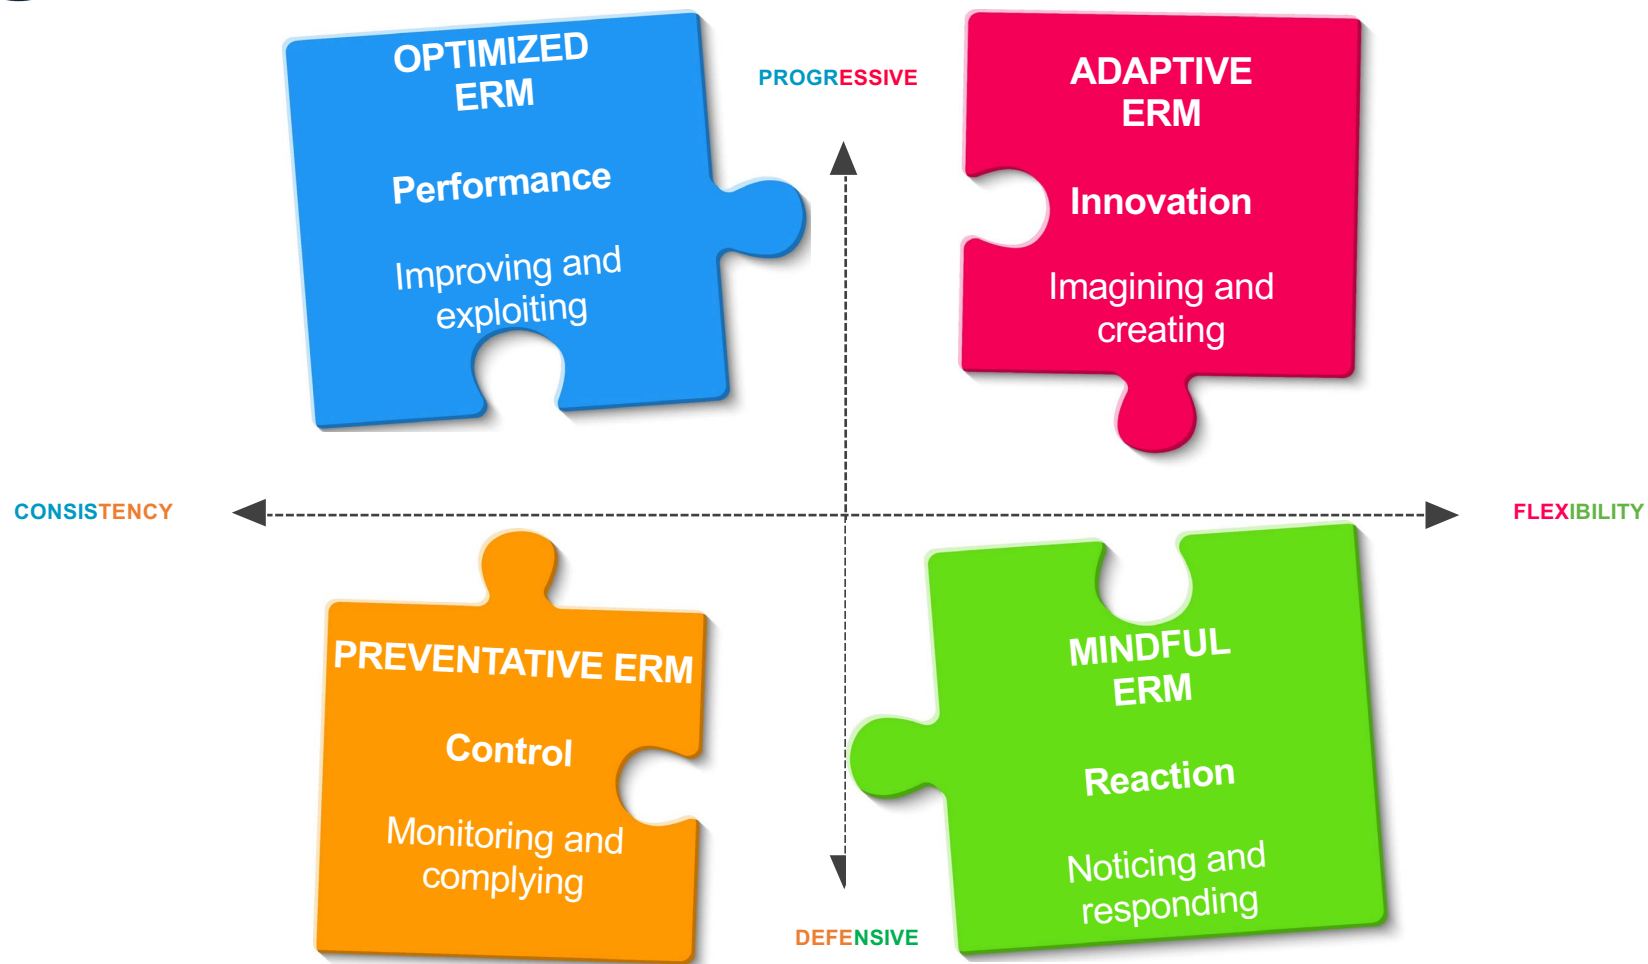 OPTIMIZED
ERM
Performance
Improving and
exploiting
PROGRESSIVE
ADAPTIVE
ERM
Innovation
Imagining and
creating
CONSISTENCY
FLEXIBILITY
PREVENTATIVE ERM
Control
Monitoring and
complying
MINDFUL
ERM
Reaction
Noticing and
responding
DEFENSIVE